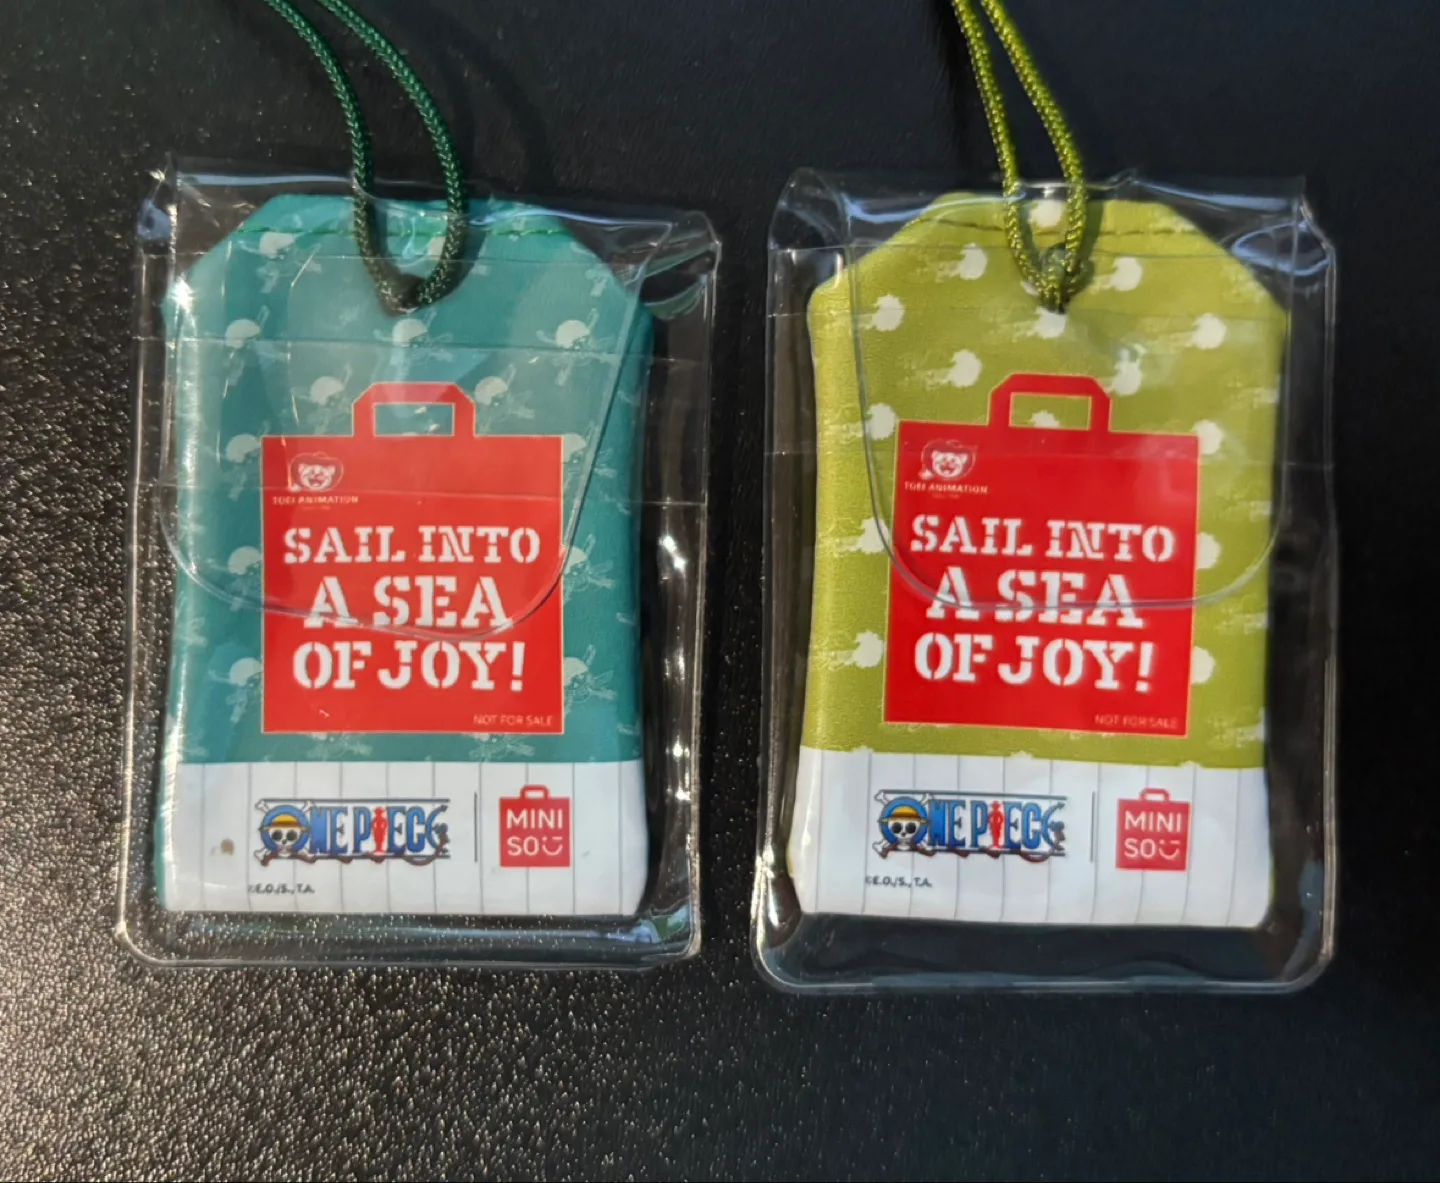 TOEI ANIMATION
SAIL INTO
A SEA
OF JOY!
NOT FOR SALE
ONE PIECE
MINI
SO
©E.O./S., T.A.
TOEI ANIMATION
SAIL INTO
A SEA
OF JOY!
NOT FOR SALE
ONE PIECE
MINI
SO
©E.O./S., T.A.